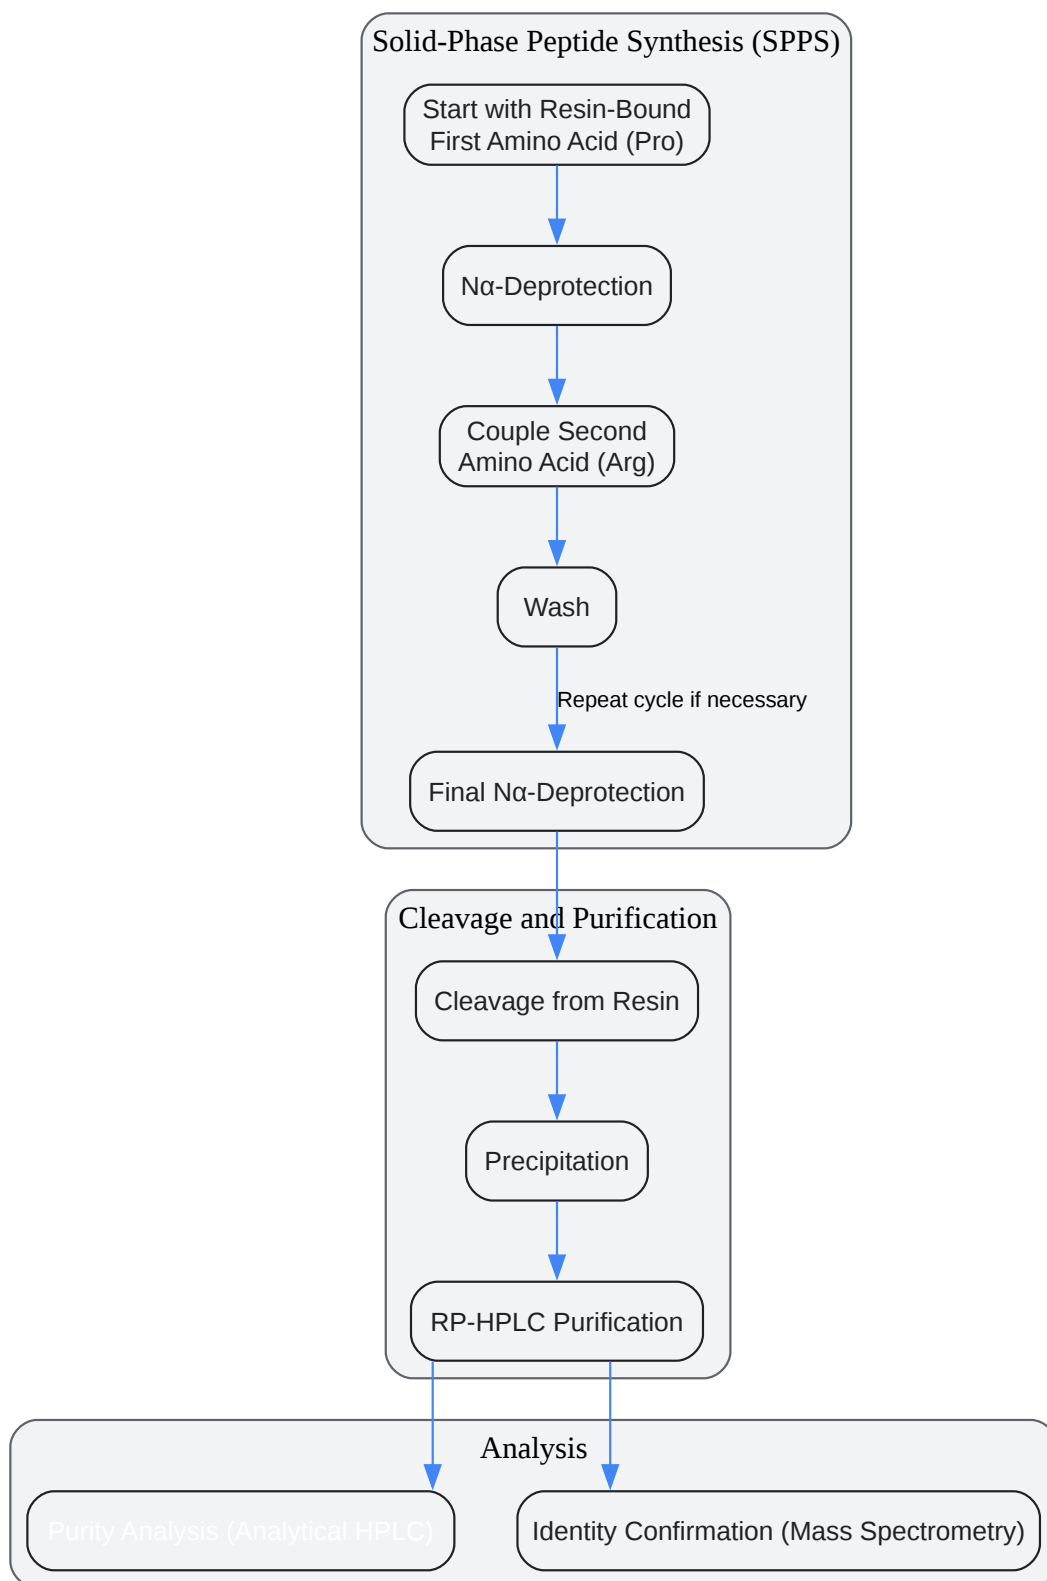 Solid-Phase Peptide Synthesis (SPPS)
Start with Resin-Bound
First Amino Acid (Pro)
Nα-Deprotection
Couple Second
Amino Acid (Arg)
Wash
Repeat cycle if necessary
Final Nα-Deprotection
Cleavage and Purification
Cleavage from Resin
Precipitation
RP-HPLC Purification
Analysis
Purity Analysis (Analytical HPLC)
Identity Confirmation (Mass Spectrometry)